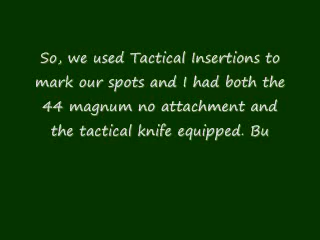 So, we used Tactical Insertions to
mark our spots and I had both the
44 magnum no attachment and
the tactical knife equipped. Bu